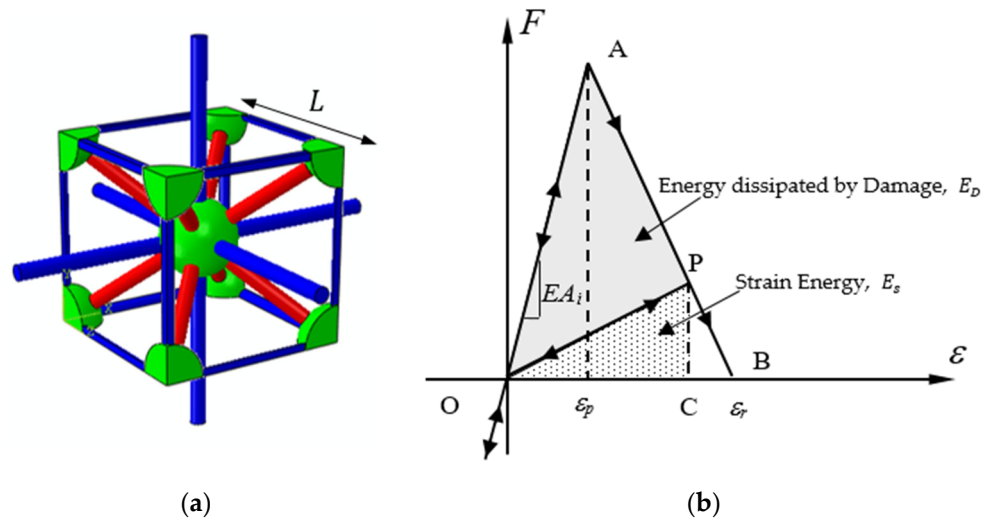 L
F
A
Energy dissipated by Damage, E_D
P
Strain Energy, E_s
EA_i
B
ε
O
ε_p
C
ε_r
(a)
(b)